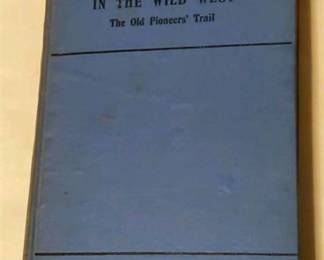 IN THE WILD WEST
The Old Pioneers' Trail